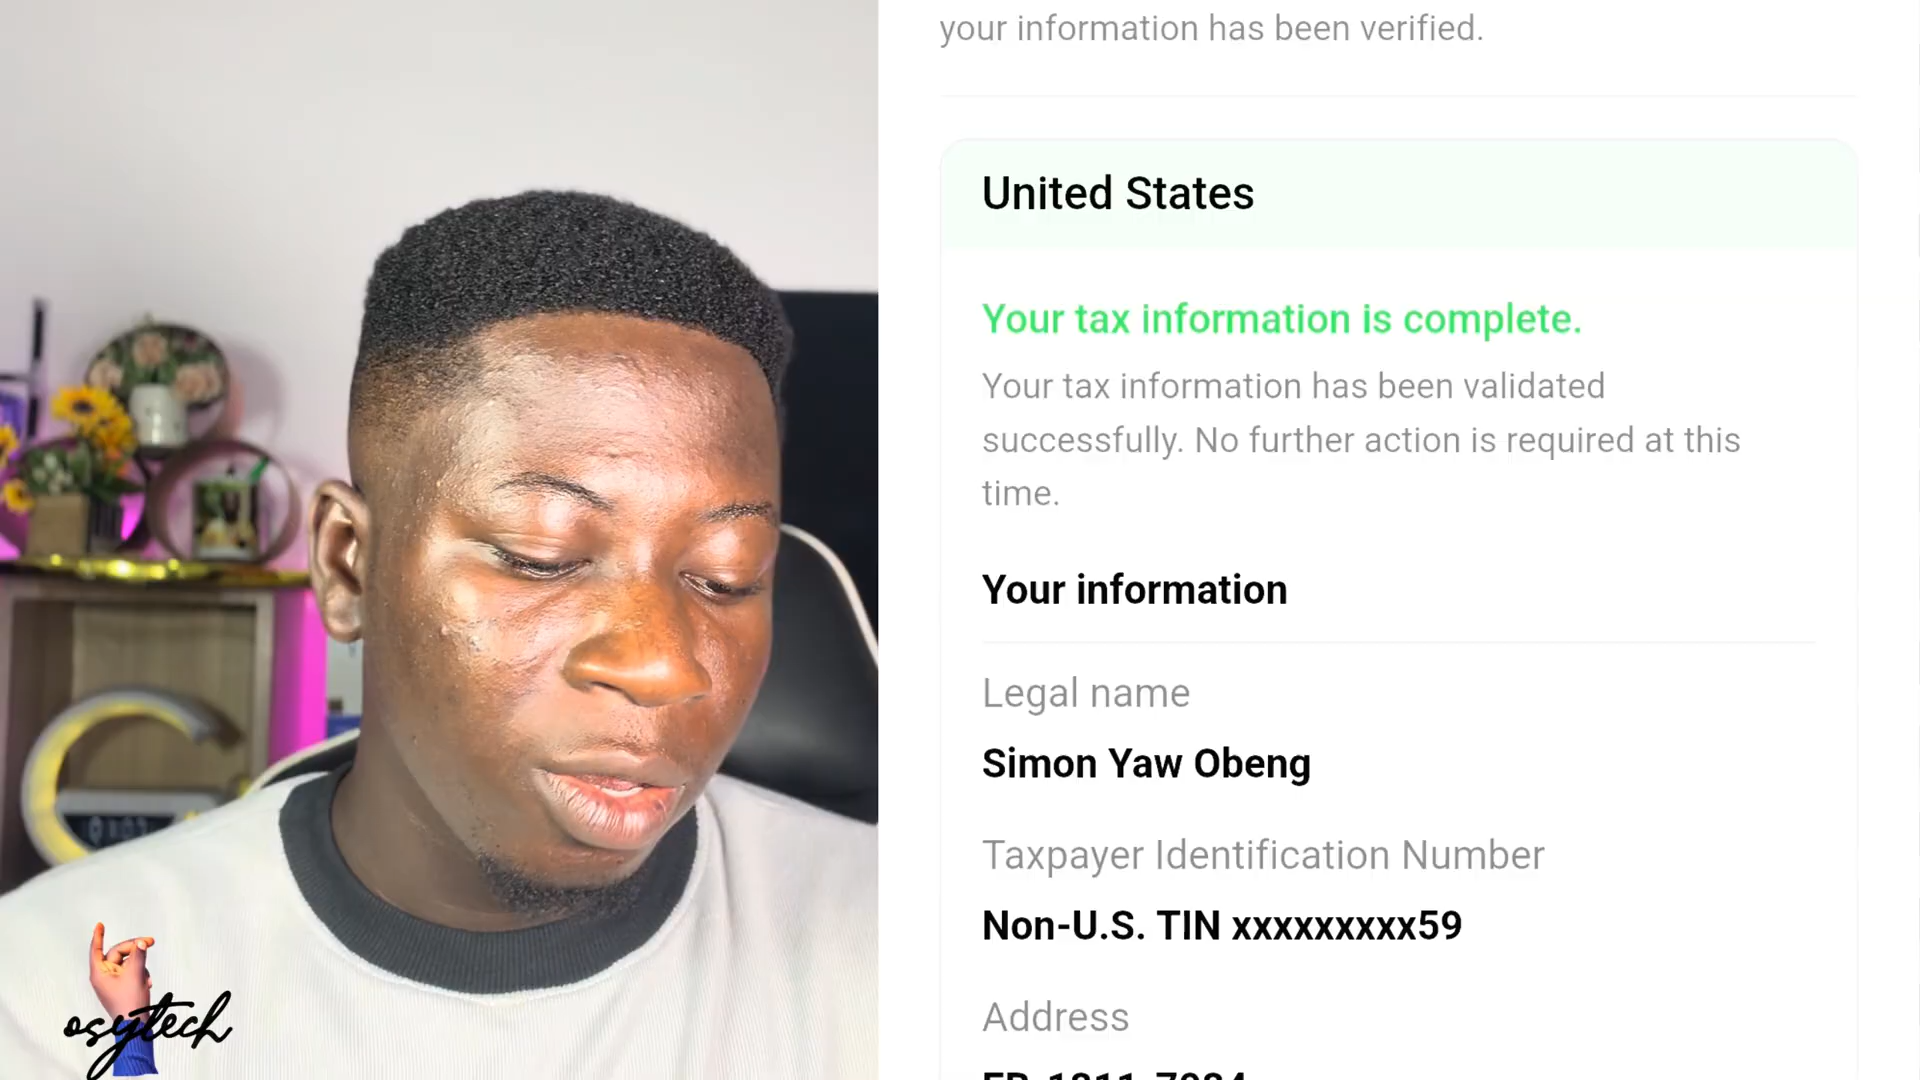 your information has been verified.
United States
Your tax information is complete.
Your tax information has been validated
successfully. No further action is required at this
time.
Your information
Legal name
Simon Yaw Obeng
Taxpayer Identification Number
Non-U.S. TIN xxxxxxxxx59
Address
osytech